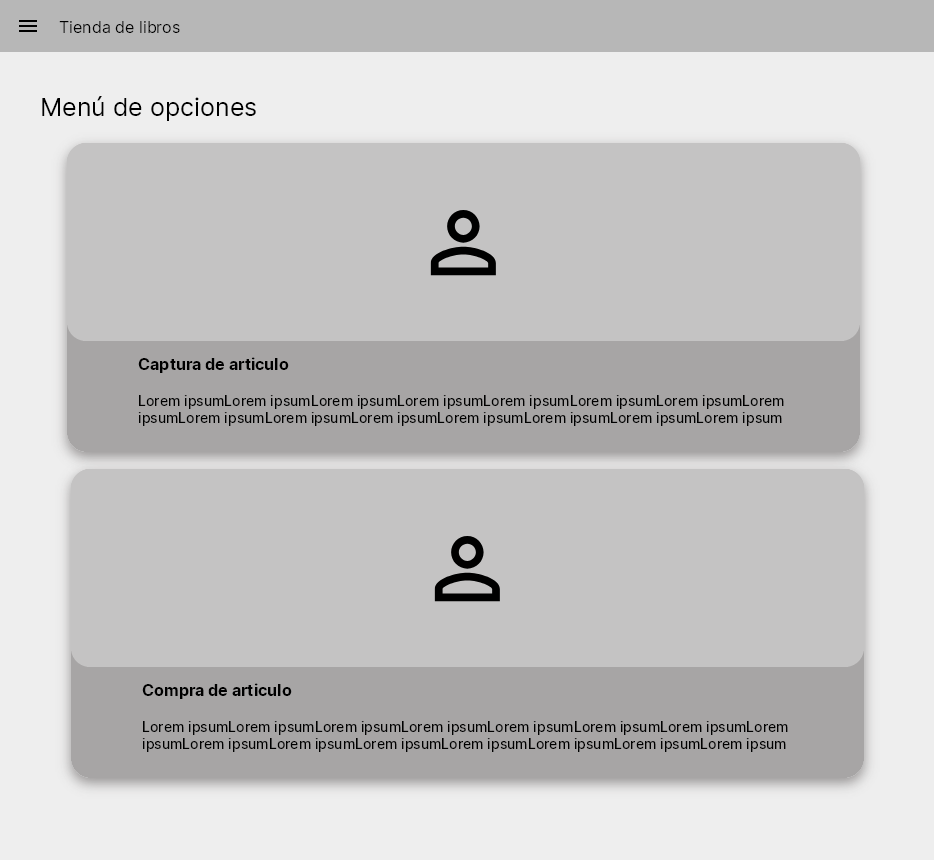 Tienda de libros
Menú de opciones
Captura de articulo
Lorem ipsumLorem ipsumLorem ipsumLorem ipsumLorem ipsumLorem ipsumLorem ipsumLorem
ipsumLorem ipsumLorem ipsumLorem ipsumLorem ipsumLorem ipsumLorem ipsumLorem ipsum
Compra de articulo
Lorem ipsumLorem ipsumLorem ipsumLorem ipsumLorem ipsumLorem ipsumLorem ipsumLorem
ipsumLorem ipsumLorem ipsumLorem ipsumLorem ipsumLorem ipsumLorem ipsumLorem ipsum